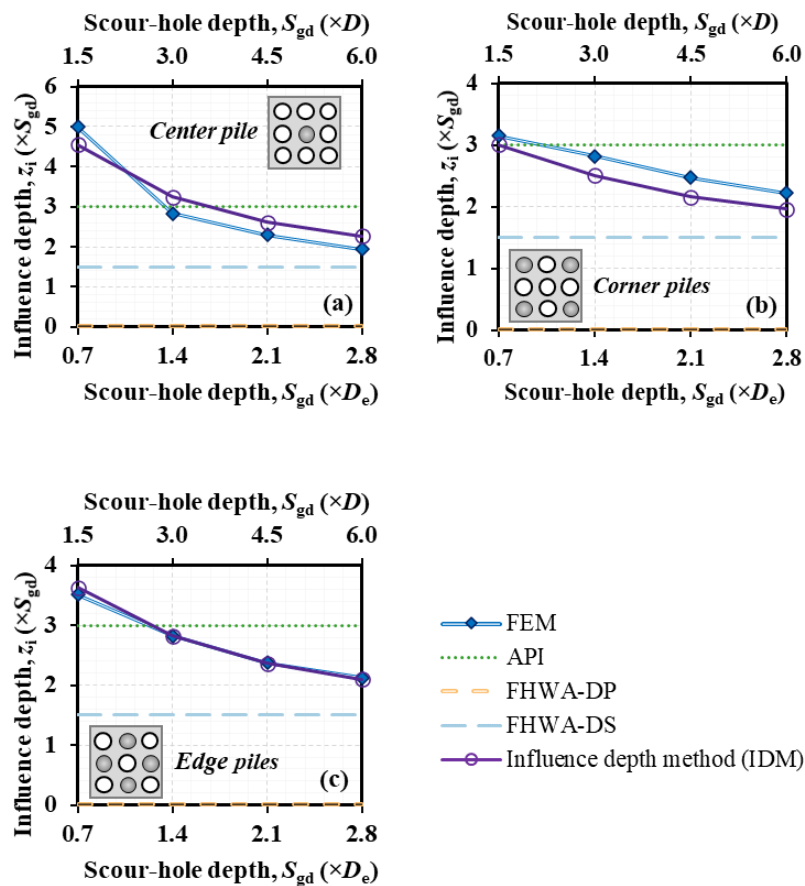 Scour-hole depth, Sgd (×D)
1.5 3.0 4.5 6.0
Influence depth, zi (×Sgd)
6
5
4
3
2
1
0
Center pile
(a)
0.7 1.4 2.1 2.8
Scour-hole depth, Sgd (×De)
Scour-hole depth, Sgd (×D)
1.5 3.0 4.5 6.0
Influence depth, zi (×Sgd)
4
3
2
1
0
Corner piles
(b)
0.7 1.4 2.1 2.8
Scour-hole depth, Sgd (×De)
Scour-hole depth, Sgd (×D)
1.5 3.0 4.5 6.0
Influence depth, zi (×Sgd)
4
3
2
1
0
Edge piles
(c)
0.7 1.4 2.1 2.8
Scour-hole depth, Sgd (×De)
FEM
API
FHWA-DP
FHWA-DS
Influence depth method (IDM)